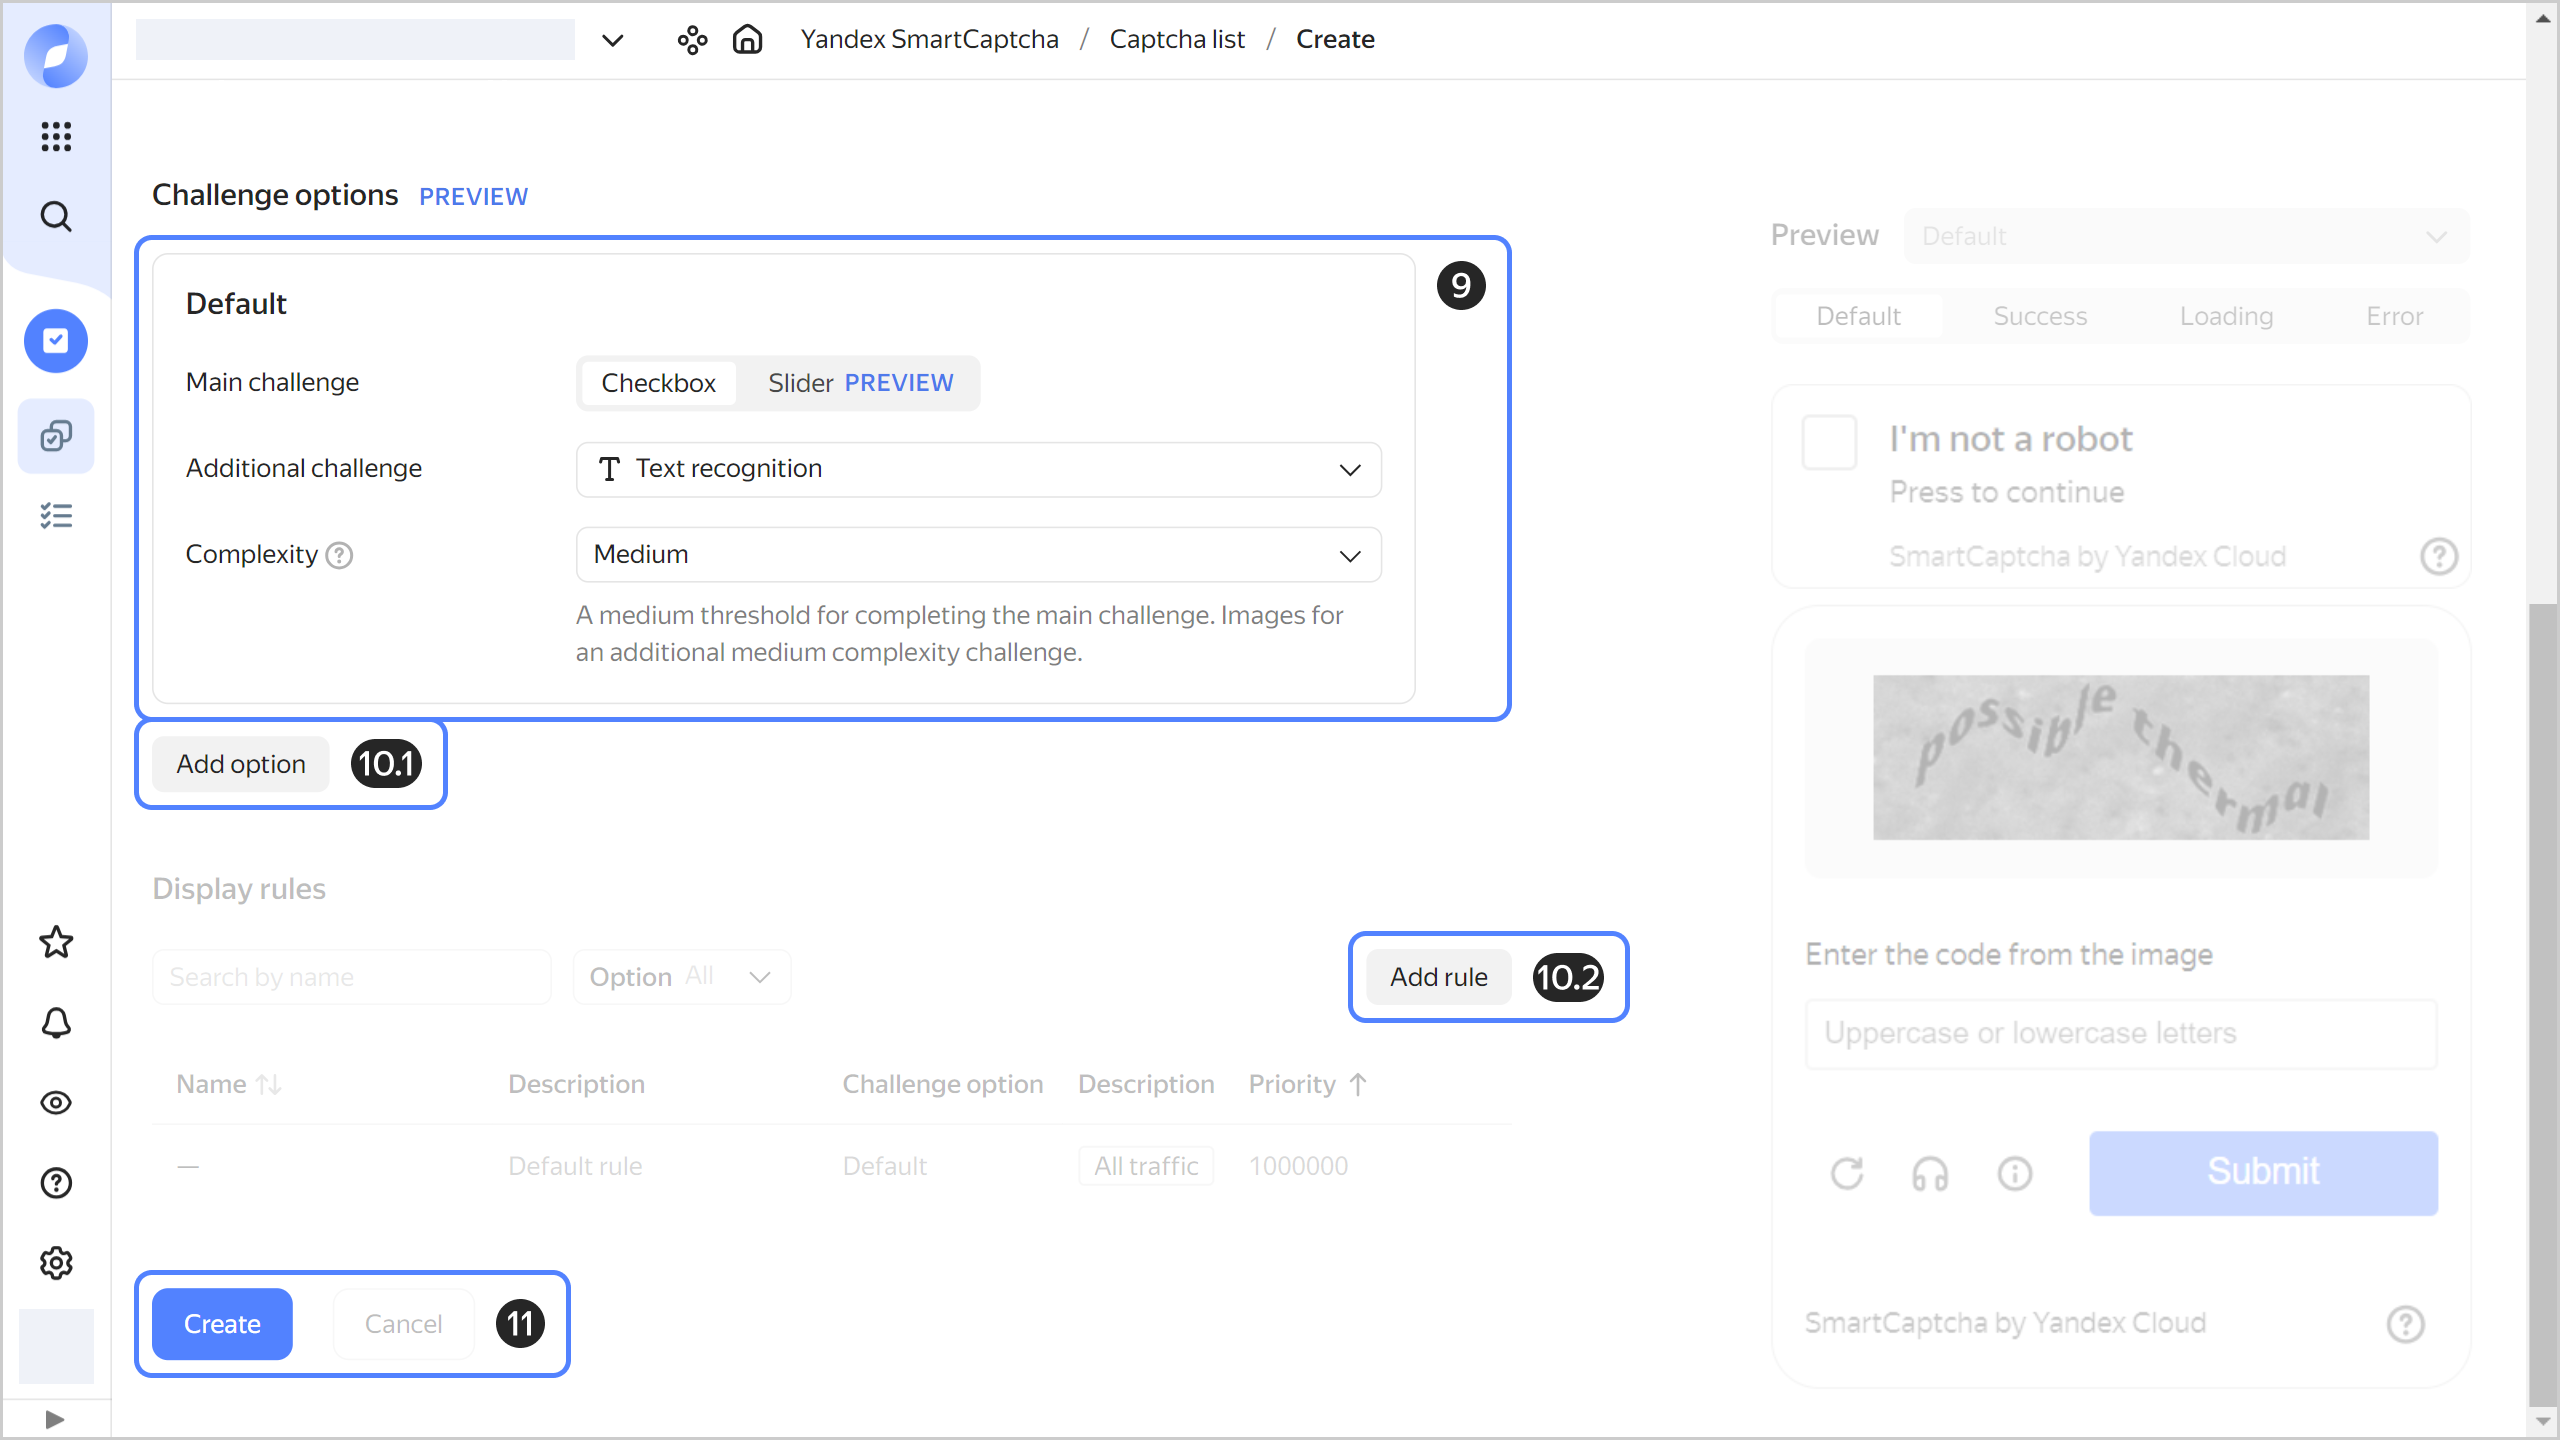 Yandex SmartCaptcha / Captcha list / Create
Challenge options PREVIEW
Default
9
Main challenge
Checkbox
Slider PREVIEW
Additional challenge
Text recognition
Complexity ?
Medium
A medium threshold for completing the main challenge. Images for
an additional medium complexity challenge.
Add option
10.1
Display rules
Search by name
Option All
Add rule
10.2
Name
Description
Challenge option
Description
Priority
—
Default rule
Default
All traffic
1000000
Create
Cancel
11
Preview
Default
Default
Success
Loading
Error
I'm not a robot
Press to continue
SmartCaptcha by Yandex Cloud
?
possible thermal
Enter the code from the image
Uppercase or lowercase letters
Submit
SmartCaptcha by Yandex Cloud
?